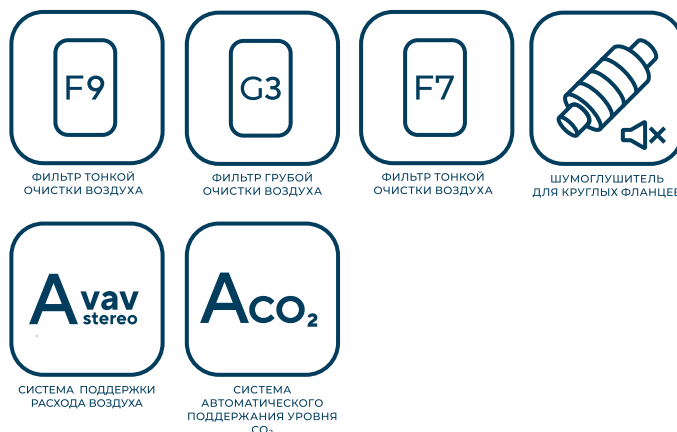 F9
G3
F7
ФИЛЬТР ТОНКОЙ
ОЧИСТКИ ВОЗДУХА
ФИЛЬТР ГРУБОЙ
ОЧИСТКИ ВОЗДУХА
ФИЛЬТР ТОНКОЙ
ОЧИСТКИ ВОЗДУХА
ШУМОГЛУШИТЕЛЬ
ДЛЯ КРУГЛЫХ ФЛАНЦЕВ
A vav
stereo
Aco₂
СИСТЕМА ПОДДЕРЖКИ
РАСХОДА ВОЗДУХА
СИСТЕМА
АВТОМАТИЧЕСКОГО
ПОДДЕРЖАНИЯ УРОВНЯ
CO₂